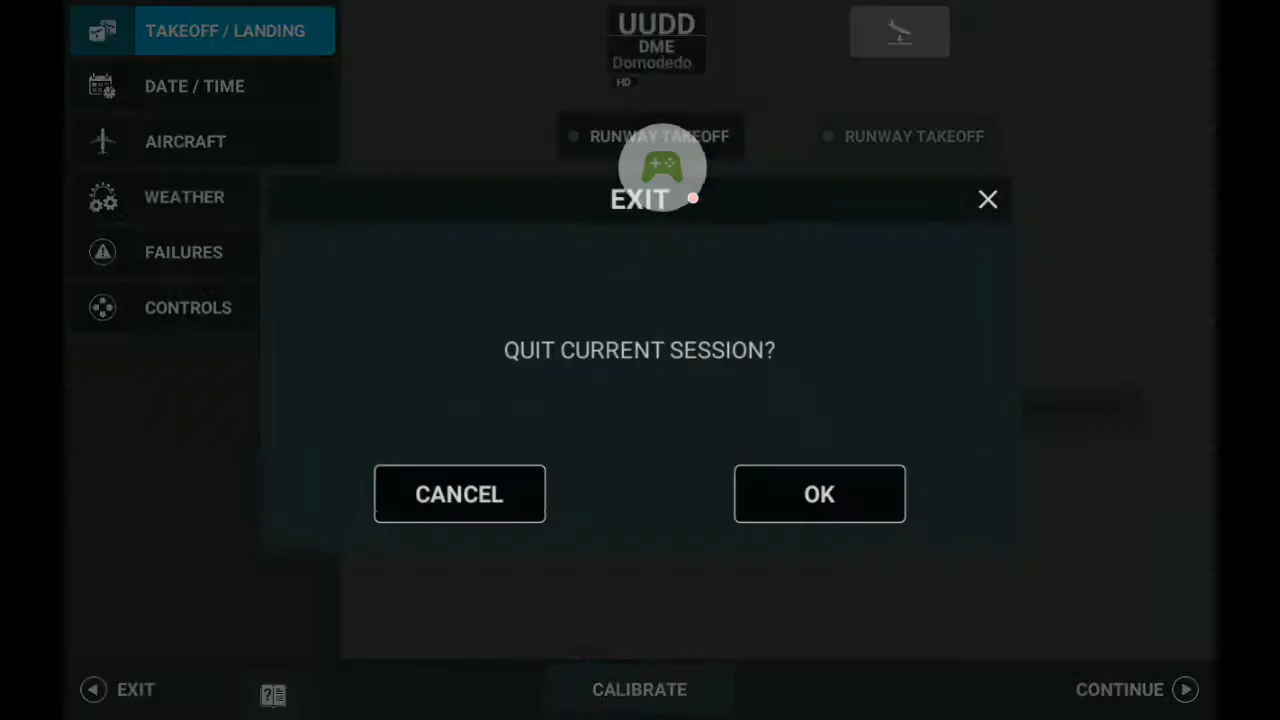 TAKEOFF / LANDING
DATE / TIME
AIRCRAFT
WEATHER
FAILURES
CONTROLS
UUDD
DME
Domodedo
HD
RUNWAY TAKEOFF
RUNWAY TAKEOFF
EXIT
QUIT CURRENT SESSION?
CANCEL
OK
EXIT
CALIBRATE
CONTINUE